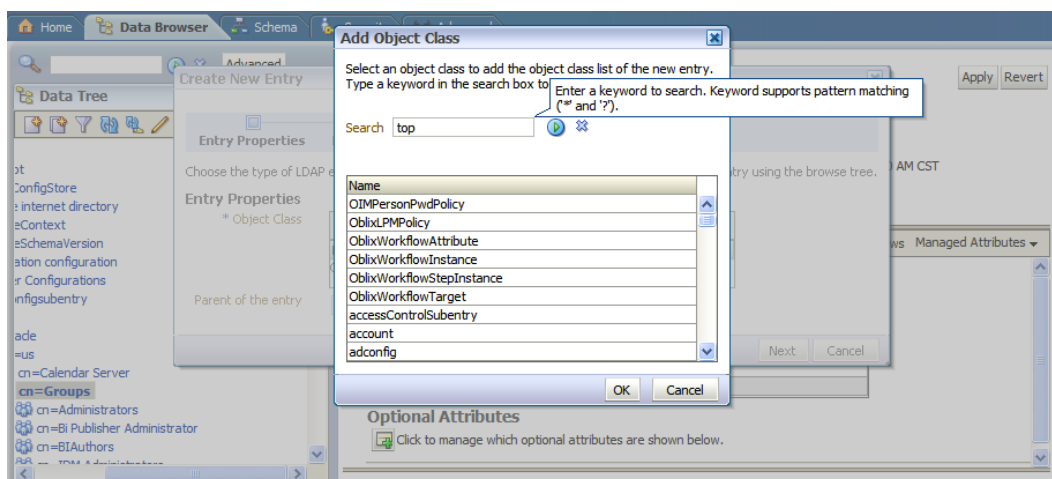 Home
Data Browser
Schema
Add Object Class
Advanced
Create New Entry
Select an object class to add the object class list of the new entry.
Type a keyword in the search box to
Enter a keyword to search. Keyword supports pattern matching
('*' and '?').
Apply Revert
Data Tree
Search top
Entry Properties
Choose the type of LDAP e
try using the browse tree.
AM CST
Entry Properties
* Object Class
Parent of the entry
Name
OIMPersonPwdPolicy
OblixLPMPolicy
OblixWorkflowAttribute
OblixWorkflowInstance
OblixWorkflowStepInstance
OblixWorkflowTarget
accessControlSubentry
account
adconfig
ws Managed Attributes
ConfigStore
internet directory
eContext
eSchemaVersion
ation configuration
r Configurations
nfigsubentry
acle
=us
cn=Calendar Server
cn=Groups
cn=Administrators
cn=Bi Publisher Administrator
cn=BIAuthors
Next Cancel
OK Cancel
Optional Attributes
Click to manage which optional attributes are shown below.